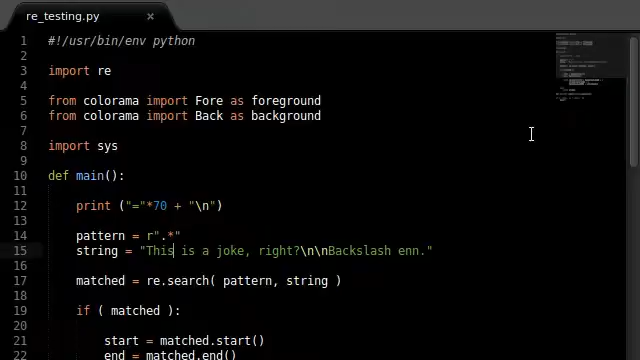 re_testing.py ×
1 #!/usr/bin/env python
2
3 import re
4
5 from colorama import Fore as foreground
6 from colorama import Back as background
7
8 import sys
9
10 def main():
11
12     print ("="*70 + "\n")
13
14     pattern = r".*"
15     string = "This is a joke, right?\n\nBackslash enn."
16
17     matched = re.search( pattern, string )
18
19     if ( matched ):
20
21         start = matched.start()
22         end = matched.end()